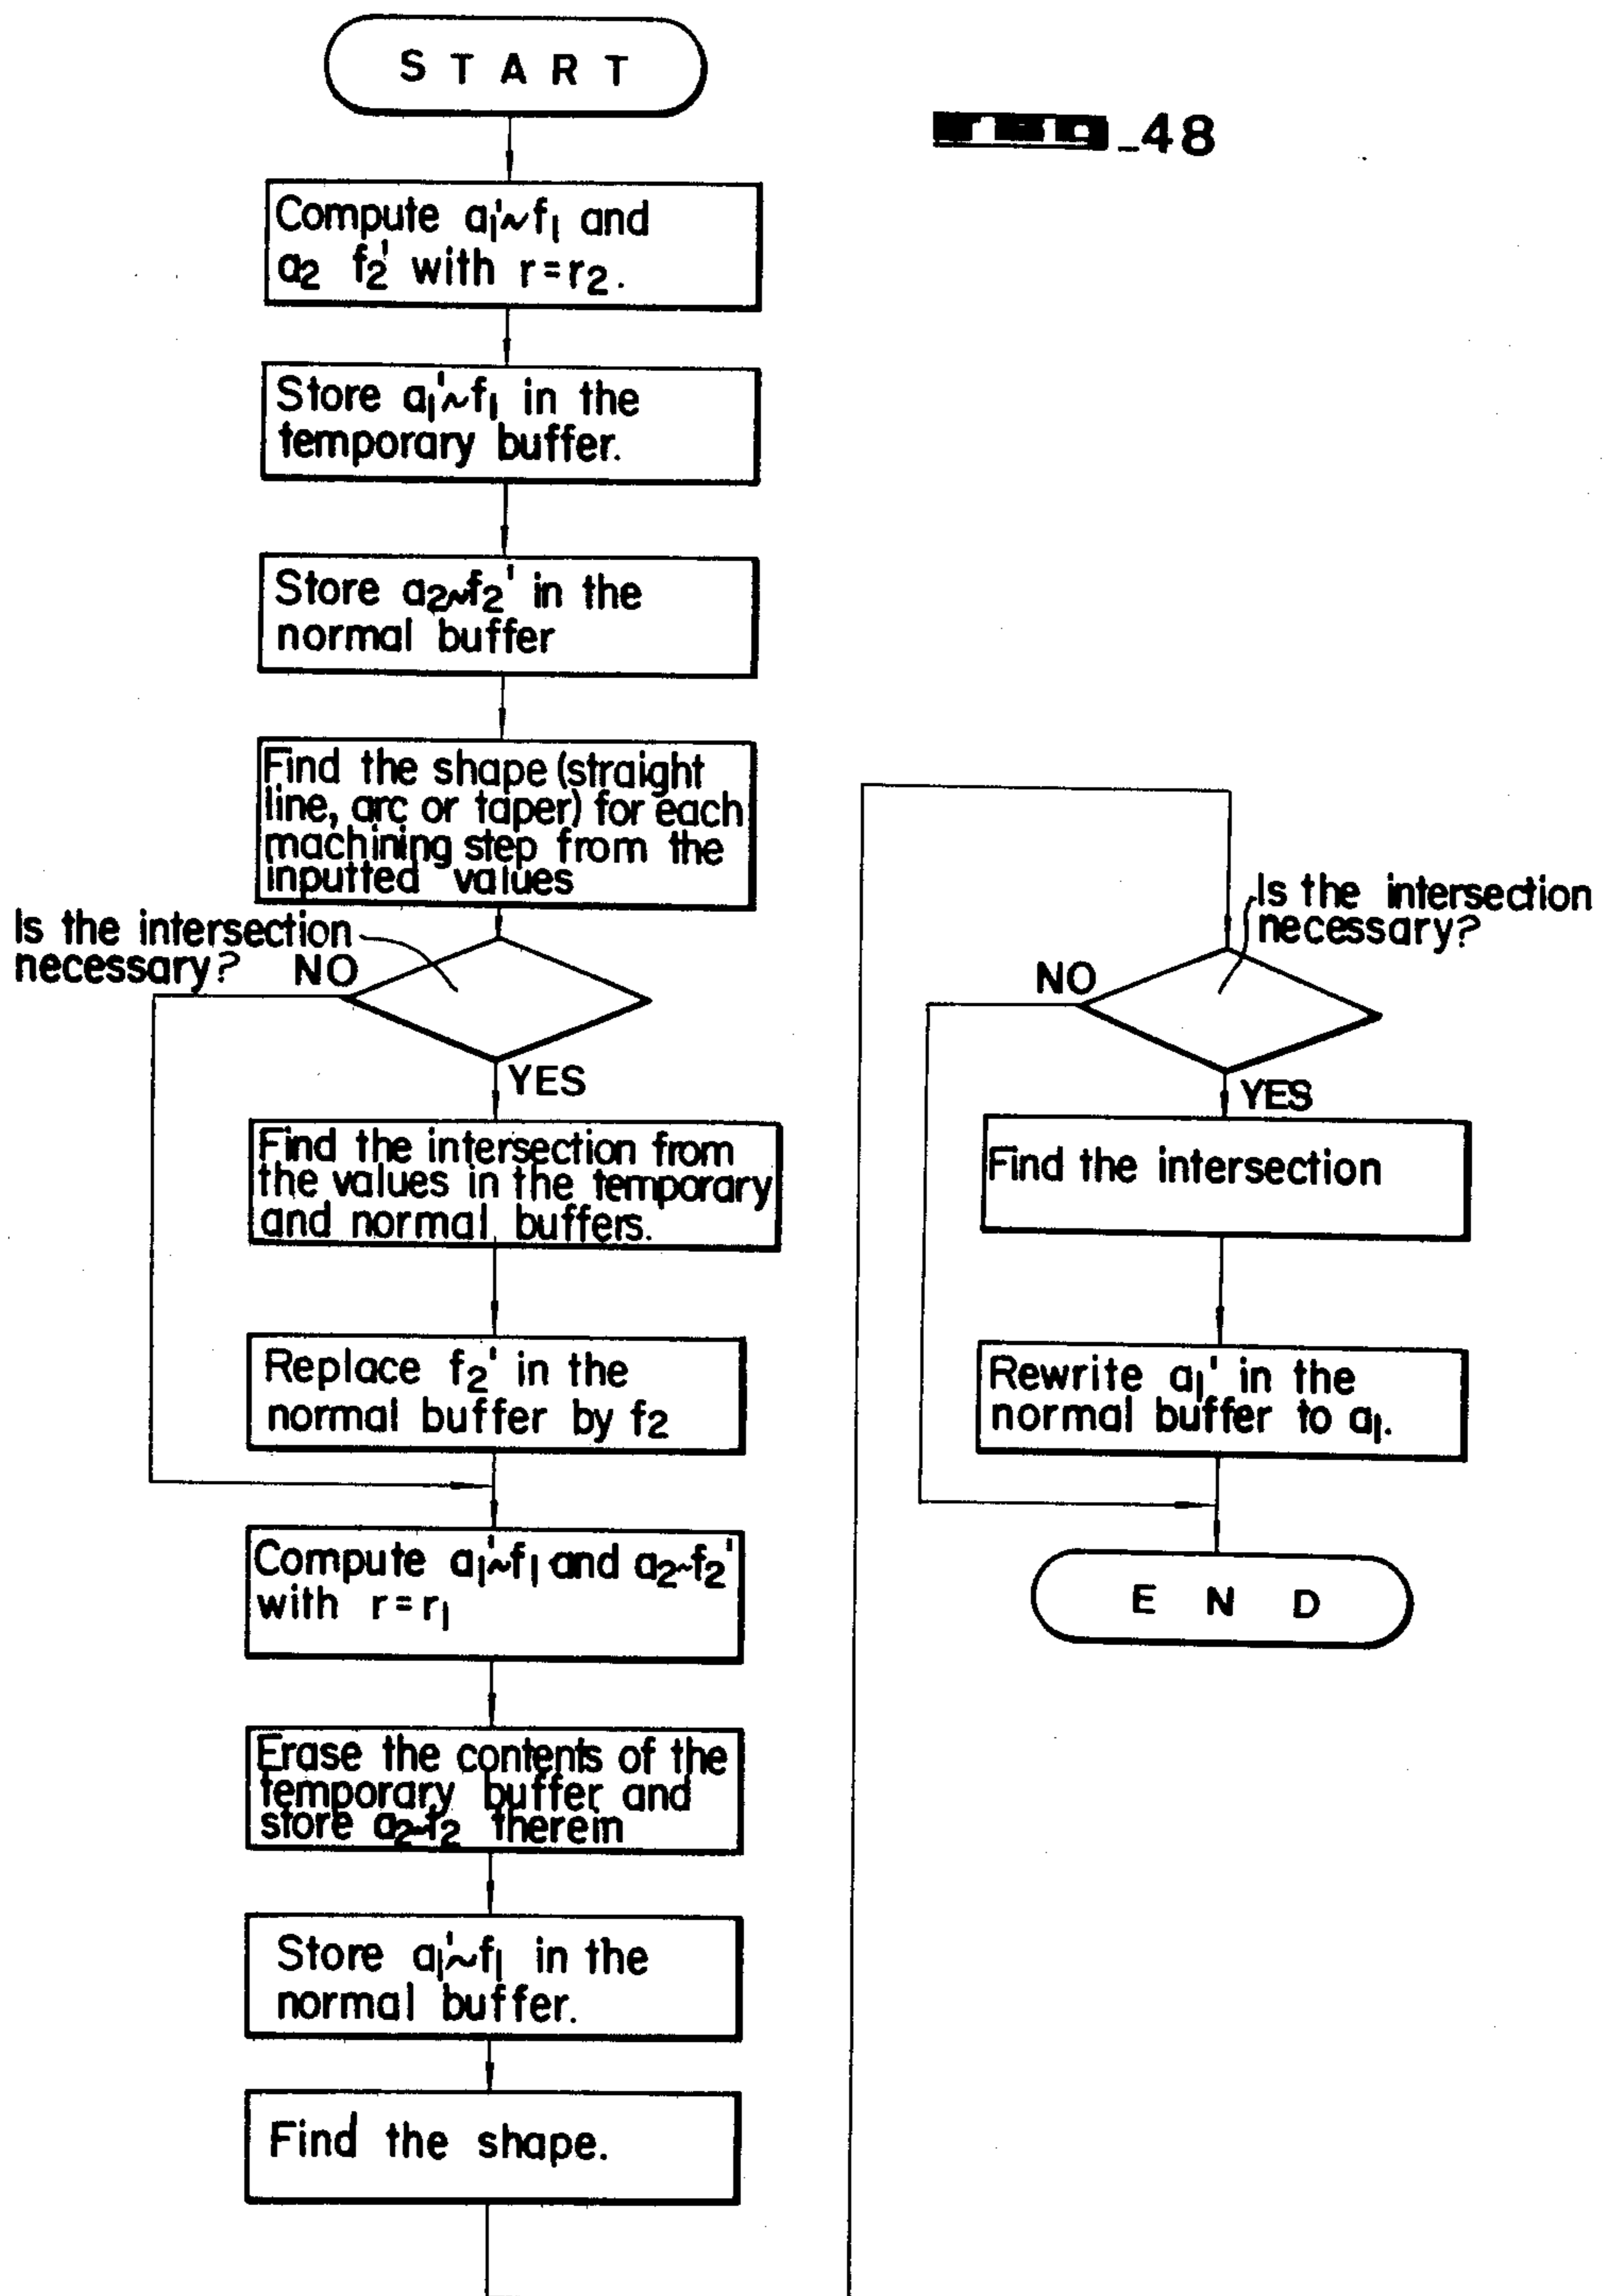 S T A R T
_48
Compute a₁'~f₁ and
a₂ f₂' with r=r₂.
Store a₁'~f₁ in the
temporary buffer.
Store a₂~f₂' in the
normal buffer
Find the shape (straight
line, arc or taper) for each
machining step from the
inputted values
Is the intersection
necessary? NO
YES
Find the intersection from
the values in the temporary
and normal buffers.
Replace f₂' in the
normal buffer by f₂
Compute a₁'~f₁ and a₂~f₂'
with r=r₁
Erase the contents of the
temporary buffer and
store a₂~f₂ therein
Store a₁'~f₁ in the
normal buffer.
Find the shape.
Is the intersection
necessary?
NO
YES
Find the intersection
Rewrite a₁' in the
normal buffer to a₁.
E N D